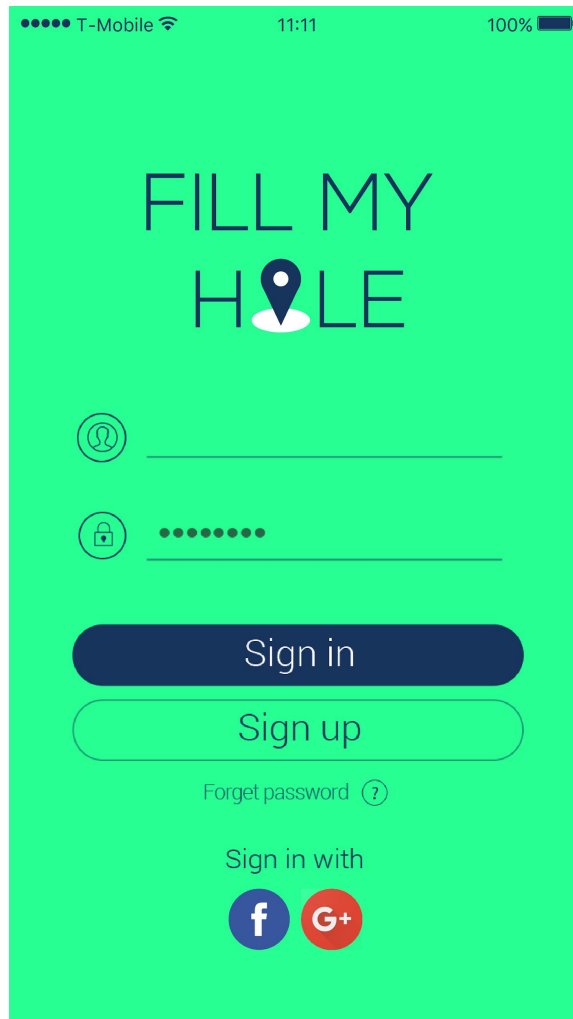 T-Mobile 11:11 100%
FILL MY
HOLE
••••••••
Sign in
Sign up
Forget password ?
Sign in with
f G+